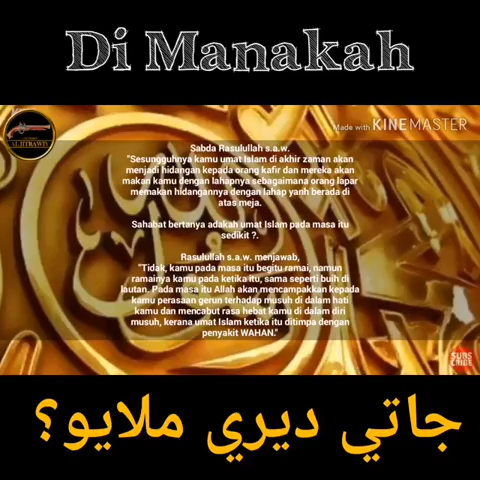 Di Manakah
ALJITRAWIY
Made with KINEMASTER
Sabda Rasulullah s.a.w.
"Sesungguhnya kamu umat Islam di akhir zaman akan
menjadi hidangan kepada orang kafir dan mereka akan
makan kamu dengan lahapnya sebagaimana orang lapar
memakan hidangannya dengan lahap yanh berada di
atas meja.
Sahabat bertanya adakah umat Islam pada masa itu
sedikit ?.
Rasulullah s.a.w. menjawab,
"Tidak, kamu pada masa itu begitu ramai, namun
ramainya kamu pada ketika itu, sama seperti buih di
lautan. Pada masa itu Allah akan,mencampakkan kepada
kamu perasaan gerun terhadap musuh di dalam hati
kamu dan mencabut rasa hebat kamu di dalam diri
musuh, kerana umat Islam ketika itu ditimpa dengan
penyakit WAHAN."
SUBS
CRIBE
جاتي ديري ملايو؟